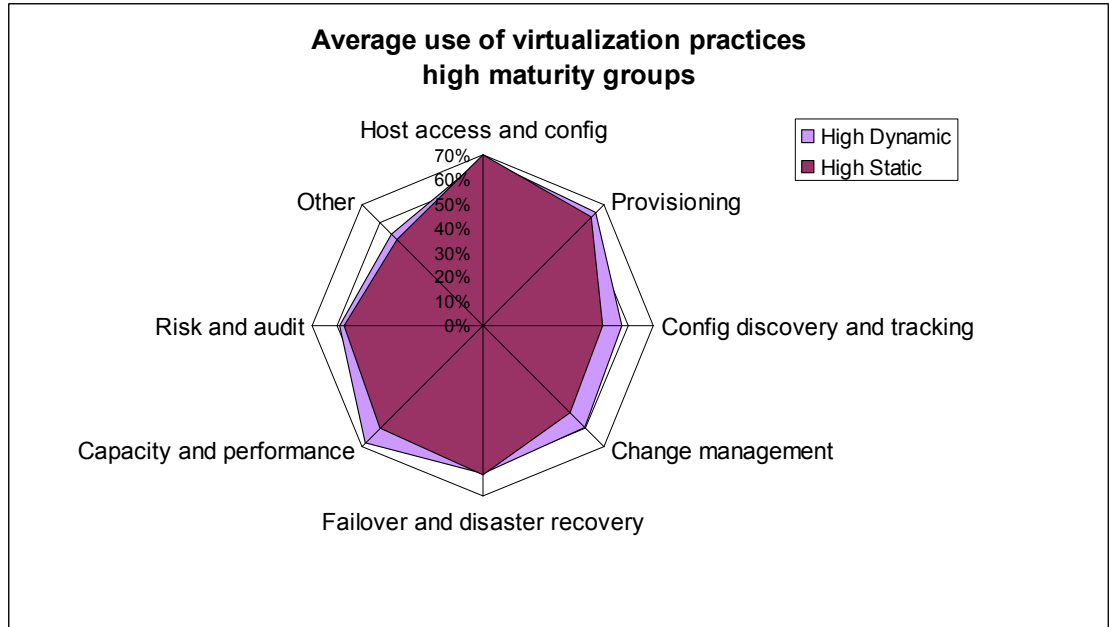 Average use of virtualization practices
high maturity groups
Host access and config
High Dynamic
High Static
70%
60%
50%
40%
30%
20%
10%
0%
Other
Provisioning
Risk and audit
Config discovery and tracking
Capacity and performance
Change management
Failover and disaster recovery